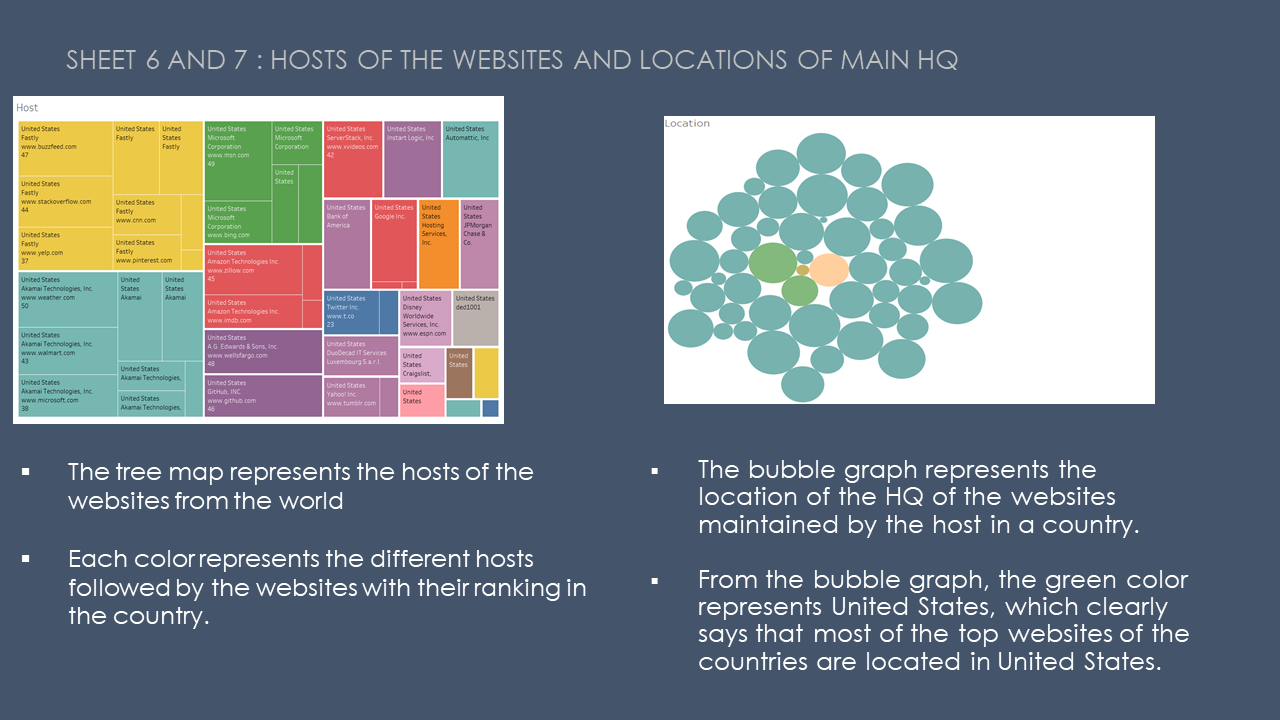 SHEET 6 AND 7 : HOSTS OF THE WEBSITES AND LOCATIONS OF MAIN HQ
Host
United States
Fastly
www.buzzfeed.com
47
United States
Fastly
United
States
Fastly
United States
Fastly
www.stackoverflow.com
44
United States
Fastly
www.cnn.com
United States
Fastly
www.yelp.com
37
United States
Fastly
www.pinterest.com
United States
Akamai Technologies, Inc.
www.weather.com
50
United
States
Akamai
United
States
Akamai
United States
Akamai Technologies, Inc.
www.walmart.com
43
United States
Akamai Technologies, Inc.
www.microsoft.com
38
United States
Akamai Technologies,
United States
Akamai Technologies,
United States
Microsoft
Corporation
www.msn.com
49
United States
Microsoft
Corporation
United
States
United States
Microsoft
Corporation
www.bing.com
United States
Amazon Technologies Inc.
www.zillow.com
45
United States
Amazon Technologies Inc.
www.imdb.com
United States
A.G. Edwards & Sons, Inc.
www.wellsfargo.com
48
United States
GitHub, INC
www.github.com
46
United States
ServerStack, Inc.
www.xvideos.com
42
United States
Instart Logic, Inc
United States
Automattic, Inc
United States
Bank of
America
United States
Google Inc.
United
States
Hosting
Services,
Inc.
United
States
JPMorgan
Chase &
Co.
United States
Twitter Inc.
www.t.co
23
United States
Disney
Worldwide
Services, Inc.
www.espn.com
United States
ded1001
United States
DuoDecad IT Services
Luxembourg S.a r.l.
United
States
Craigslist,
United
States
United States
Yahoo! Inc.
www.tumblr.com
United
States
Location
The tree map represents the hosts of the
websites from the world
Each color represents the different hosts
followed by the websites with their ranking in
the country.
The bubble graph represents the
location of the HQ of the websites
maintained by the host in a country.
From the bubble graph, the green color
represents United States, which clearly
says that most of the top websites of the
countries are located in United States.